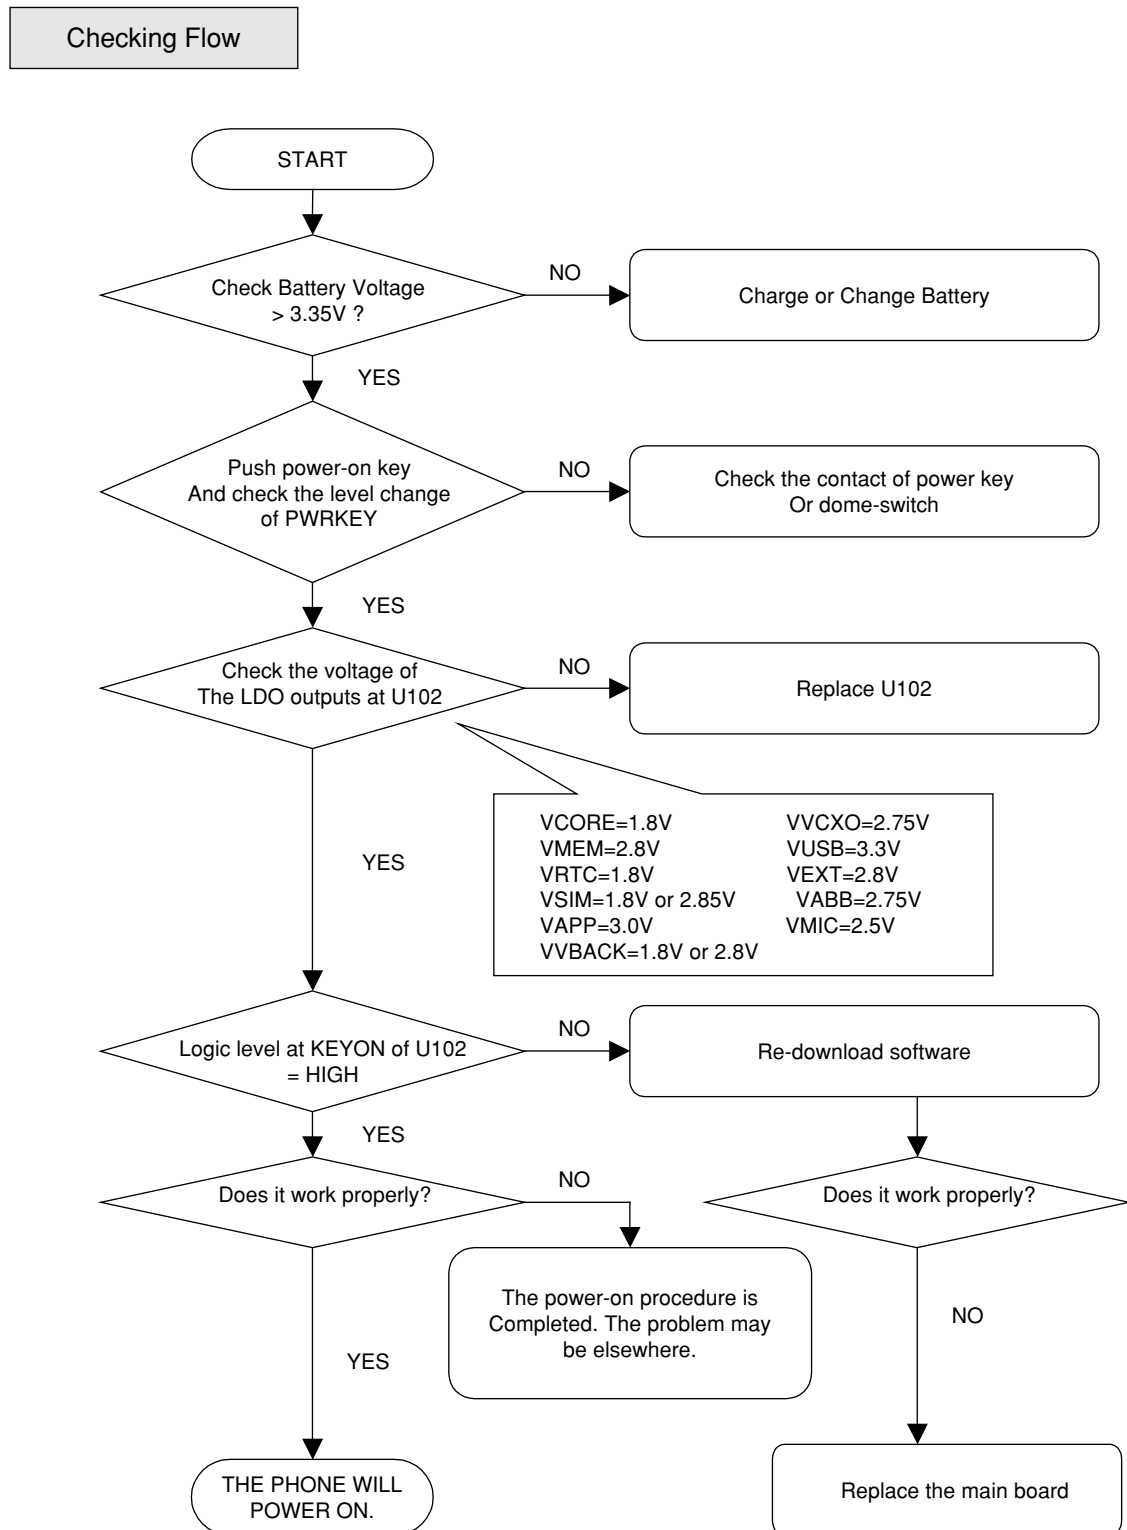 Checking Flow
START
Check Battery Voltage
> 3.35V ?
NO
Charge or Change Battery
YES
Push power-on key
And check the level change
of PWRKEY
NO
Check the contact of power key
Or dome-switch
YES
Check the voltage of
The LDO outputs at U102
NO
Replace U102
VCORE=1.8V VVCXO=2.75V
VMEM=2.8V VUSB=3.3V
VRTC=1.8V VEXT=2.8V
VSIM=1.8V or 2.85V VABB=2.75V
VAPP=3.0V VMIC=2.5V
VVBACK=1.8V or 2.8V
YES
Logic level at KEYON of U102
= HIGH
NO
Re-download software
YES
Does it work properly?
NO
Does it work properly?
The power-on procedure is
Completed. The problem may
be elsewhere.
NO
YES
THE PHONE WILL
POWER ON.
Replace the main board